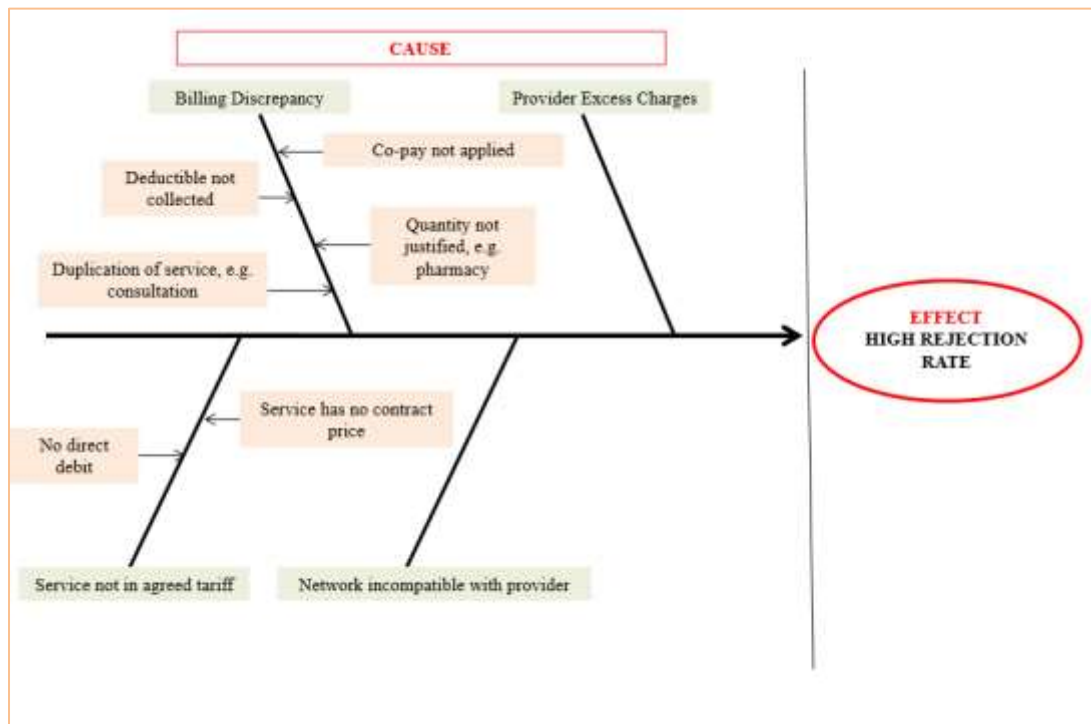 CAUSE
Billing Discrepancy
Provider Excess Charges
Co-pay not applied
Deductible not
collected
Quantity not
justified, e.g.
pharmacy
Duplication of service, e.g.
consultation
EFFECT
HIGH REJECTION
RATE
Service has no contract
price
No direct
debit
Service not in agreed tariff
Network incompatible with provider